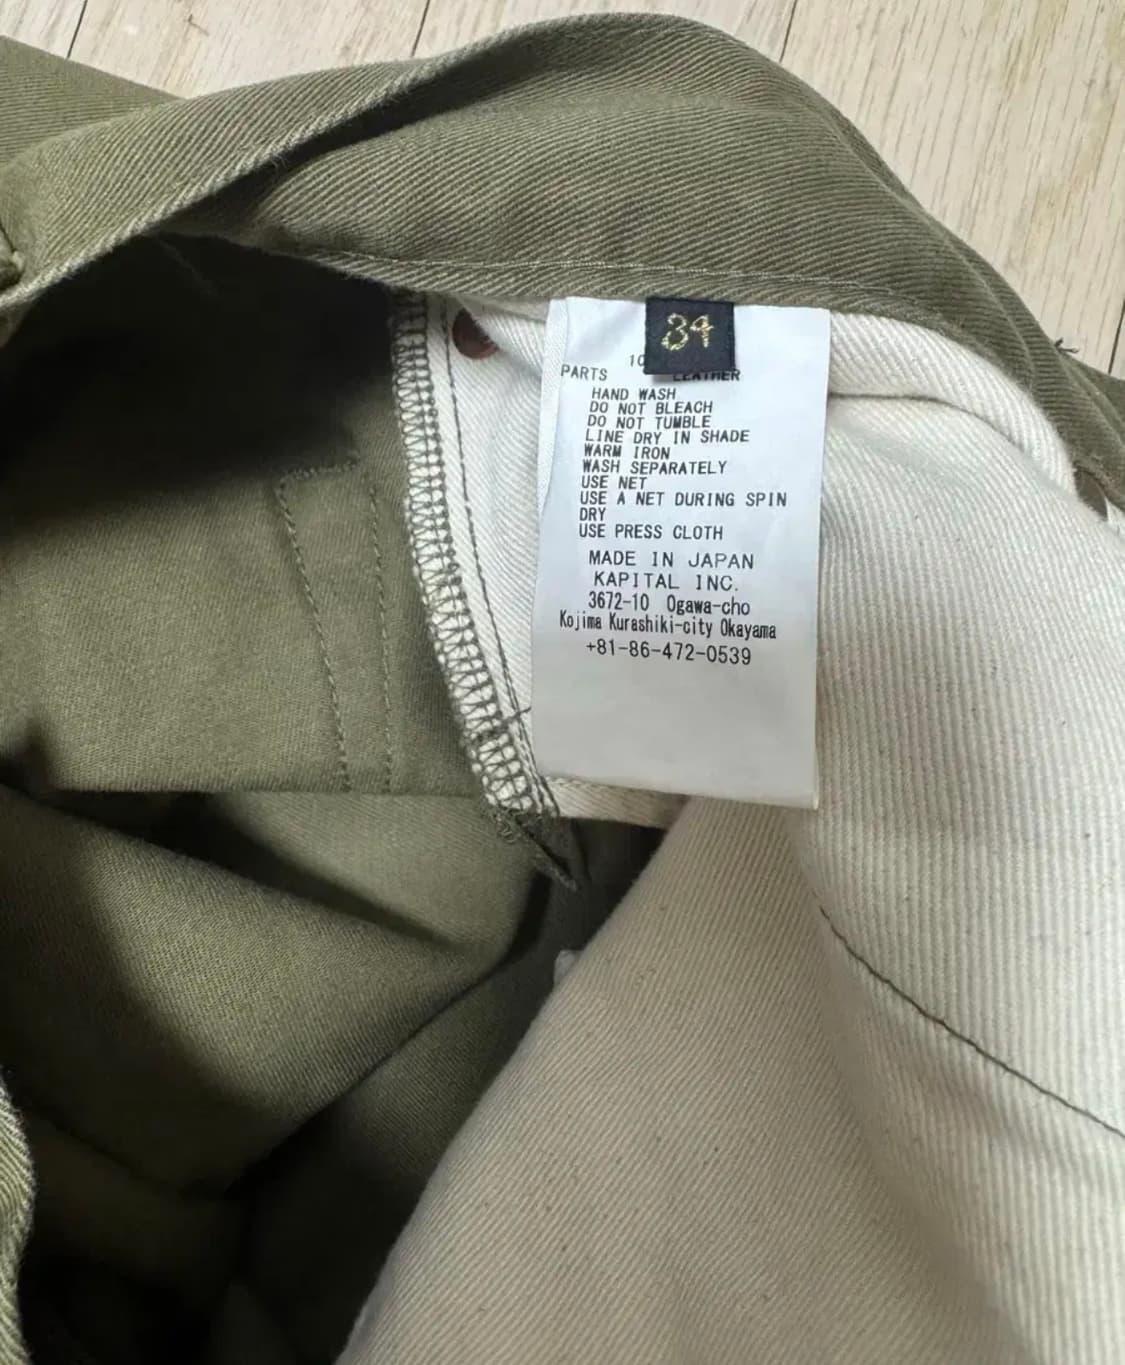 34
10
PARTS LEATHER
HAND WASH
DO NOT BLEACH
DO NOT TUMBLE
LINE DRY IN SHADE
WARM IRON
WASH SEPARATELY
USE NET
USE A NET DURING SPIN
DRY
USE PRESS CLOTH
MADE IN JAPAN
KAPITAL INC.
3672-10 Ogawa-cho
Kojima Kurashiki-city Okayama
+81-86-472-0539